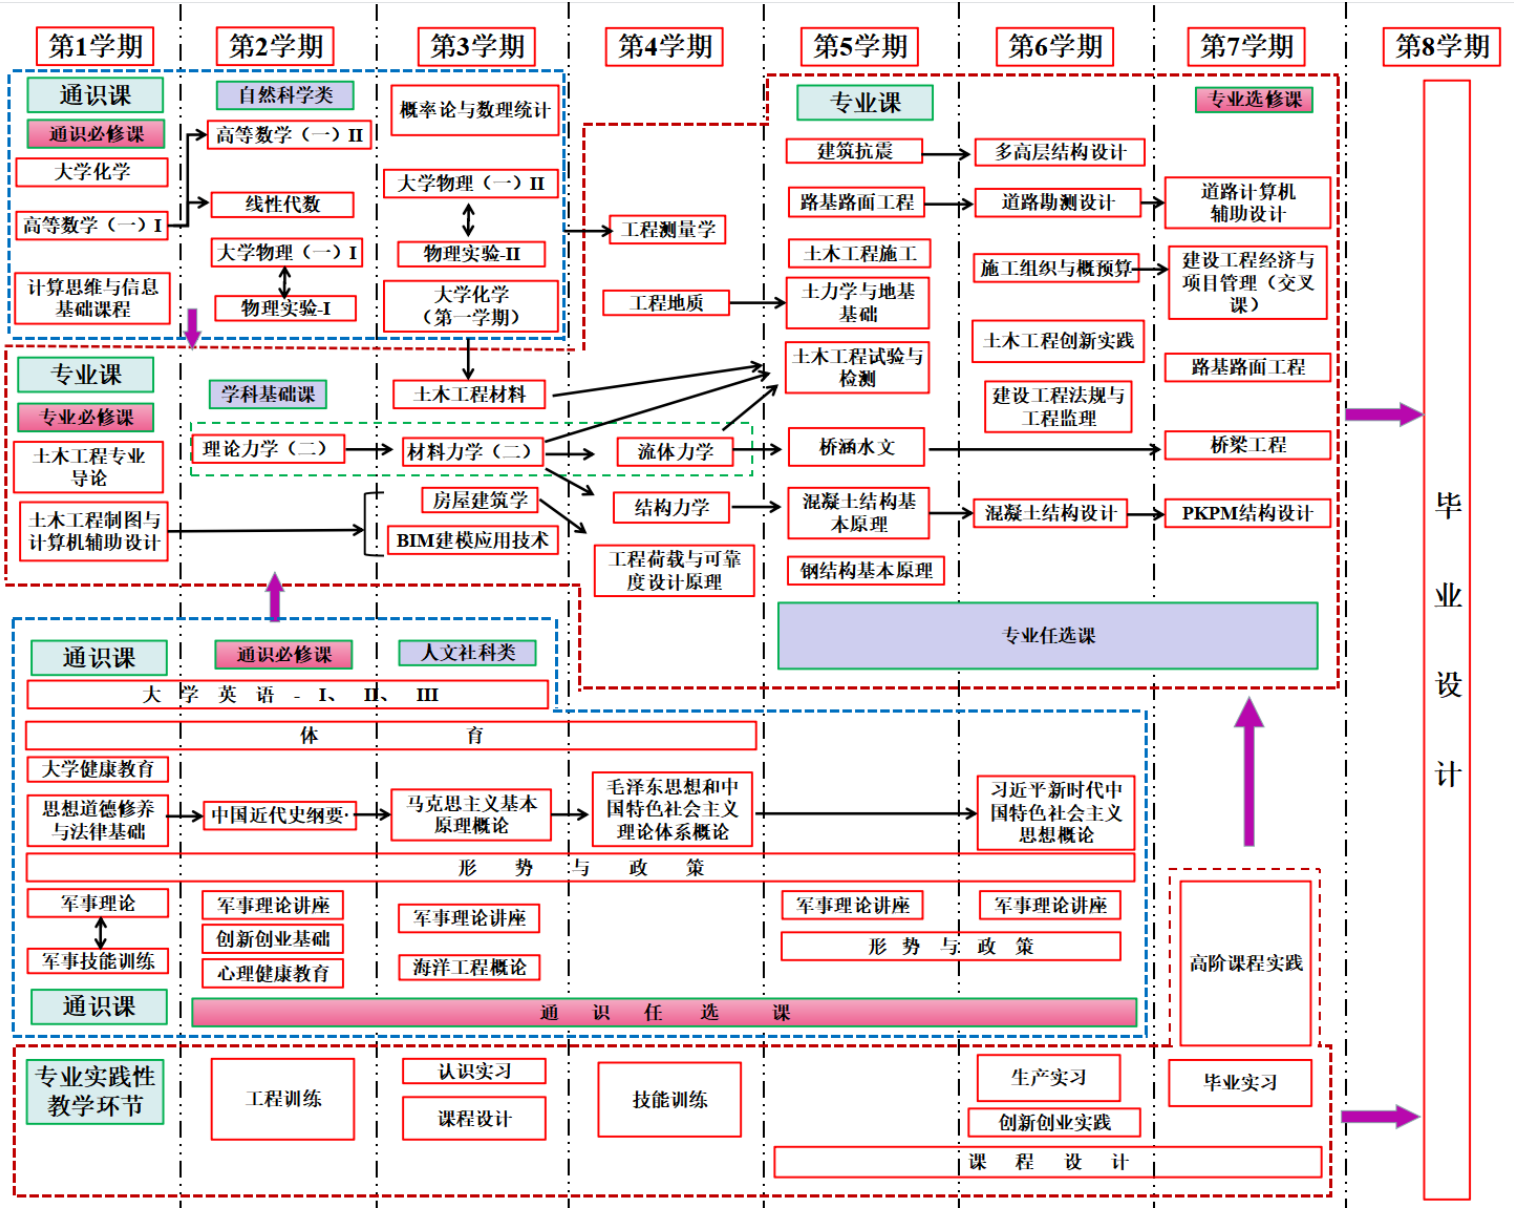 第1学期
第2学期
第3学期
第4学期
第5学期
第6学期
第7学期
第8学期
通识课
通识必修课
大学化学
高等数学（一）I
计算思维与信息
基础课程
自然科学类
高等数学（一）II
线性代数
大学物理（一）I
物理实验-I
概率论与数理统计
大学物理（一）II
物理实验-II
大学化学
（第一学期）
工程测量学
工程地质
专业课
建筑抗震
路基路面工程
土木工程施工
土力学与地基
基础
土木工程试验与
检测
桥涵水文
混凝土结构基
本原理
钢结构基本原理
多高层结构设计
道路勘测设计
施工组织与概预算
土木工程创新实践
建设工程法规与
工程监理
混凝土结构设计
专业选修课
道路计算机
辅助设计
建设工程经济与
项目管理（交叉
课）
路基路面工程
桥梁工程
PKPM结构设计
专业任选课
专业课
专业必修课
土木工程专业
导论
土木工程制图与
计算机辅助设计
学科基础课
理论力学（二）
土木工程材料
材料力学（二）
房屋建筑学
BIM建模应用技术
流体力学
结构力学
工程荷载与可靠
度设计原理
通识课
通识必修课
人文社科类
大 学 英 语 - I、 II、 III
体 育
大学健康教育
思想道德修养
与法律基础
中国近代史纲要·
马克思主义基本
原理概论
毛泽东思想和中
国特色社会主义
理论体系概论
习近平新时代中
国特色社会主义
思想概论
形 势 与 政 策
军事理论
军事技能训练
军事理论讲座
创新创业基础
心理健康教育
军事理论讲座
海洋工程概论
军事理论讲座
军事理论讲座
形 势 与 政 策
通识课
通 识 任 选 课
高阶课程实践
专业实践性
教学环节
工程训练
认识实习
课程设计
技能训练
生产实习
创新创业实践
毕业实习
课 程 设 计
毕
业
设
计